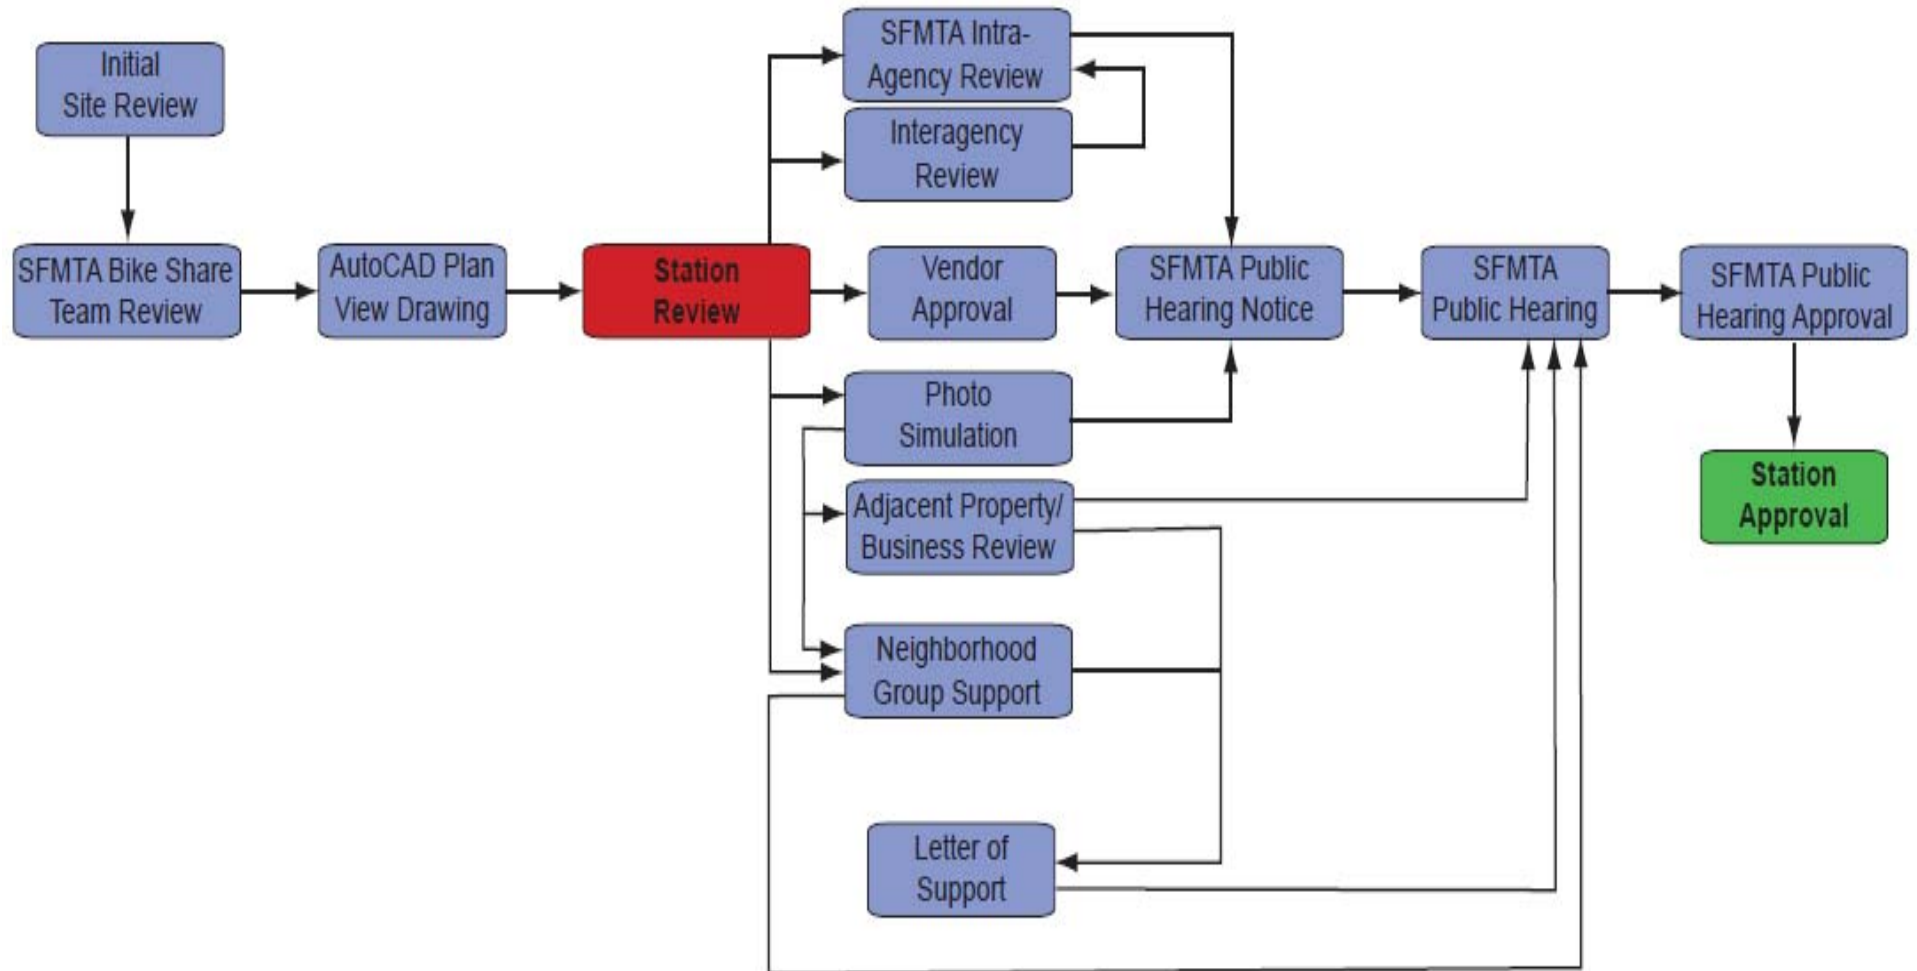 Initial
Site Review
SFMTA Bike Share
Team Review
AutoCAD Plan
View Drawing
Station
Review
SFMTA Intra-
Agency Review
Interagency
Review
Vendor
Approval
Photo
Simulation
Adjacent Property/
Business Review
Neighborhood
Group Support
Letter of
Support
SFMTA Public
Hearing Notice
SFMTA
Public Hearing
SFMTA Public
Hearing Approval
Station
Approval